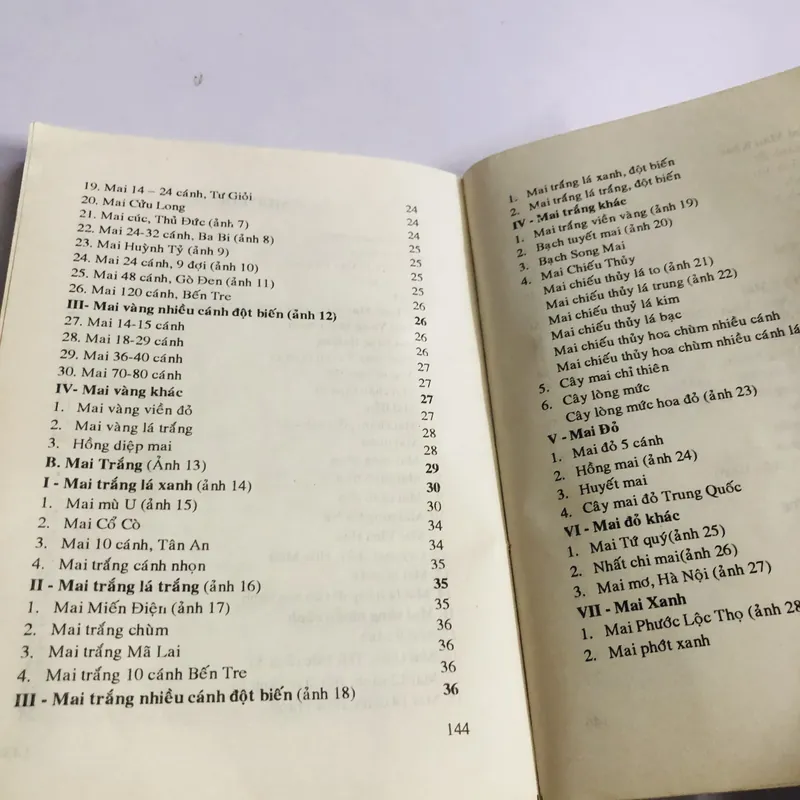 19. Mai 14 – 24 cánh, Tư Giỏi
20. Mai Cửu Long 24
21. Mai cúc, Thủ Đức (ảnh 7) 24
22. Mai 24-32 cánh, Ba Bi (ảnh 8) 24
23. Mai Huỳnh Tỷ (ảnh 9) 25
24. Mai 24 cánh, 9 đợi (ảnh 10) 25
25. Mai 48 cánh, Gò Đen (ảnh 11) 25
26. Mai 120 cánh, Bến Tre 25
III- Mai vàng nhiều cánh đột biến (ảnh 12) 26
27. Mai 14-15 cánh 26
28. Mai 18-29 cánh 26
29. Mai 36-40 cánh 26
30. Mai 70-80 cánh 27
IV- Mai vàng khác 27
1. Mai vàng viền đỏ 27
2. Mai vàng lá trắng 27
3. Hồng diệp mai 28
B. Mai Trắng (Ảnh 13) 28
I - Mai trắng lá xanh (ảnh 14) 29
1. Mai mù U (ảnh 15) 30
2. Mai Cổ Cò 30
3. Mai 10 cánh, Tân An 34
4. Mai trắng cánh nhọn 34
II - Mai trắng lá trắng (ảnh 16) 35
1. Mai Miến Điện (ảnh 17) 35
2. Mai trắng chùm 35
3. Mai trắng Mã Lai 36
4. Mai trắng 10 cánh Bến Tre 36
III - Mai trắng nhiều cánh đột biến (ảnh 18) 36
36
144
1. Mai trắng lá xanh, đột biến
2. Mai trắng lá trắng, đột biến
IV - Mai trắng khác
1. Mai trắng viền vàng (ảnh 19)
2. Bạch tuyết mai (ảnh 20)
3. Bạch Song Mai
4. Mai Chiếu Thủy
Mai chiếu thủy lá to (ảnh 21)
Mai chiếu thủy lá trung (ảnh 22)
Mai chiếu thuỷ lá kim
Mai chiếu thủy lá bạc
Mai chiếu thủy hoa chùm nhiều cánh
Mai chiếu thủy hoa chùm nhiều cánh lá
5. Cây mai chỉ thiên
6. Cây lòng mức
Cây lòng mức hoa đỏ (ảnh 23)
V - Mai Đỏ
1. Mai đỏ 5 cánh
2. Hồng mai (ảnh 24)
3. Huyết mai
4. Cây mai đỏ Trung Quốc
VI - Mai đỏ khác
1. Mai Tứ quý(ảnh 25)
2. Nhất chi mai(ảnh 26)
3. Mai mơ, Hà Nội (ảnh 27)
VII - Mai Xanh
1. Mai Phước Lộc Thọ (ảnh 28
2. Mai phớt xanh